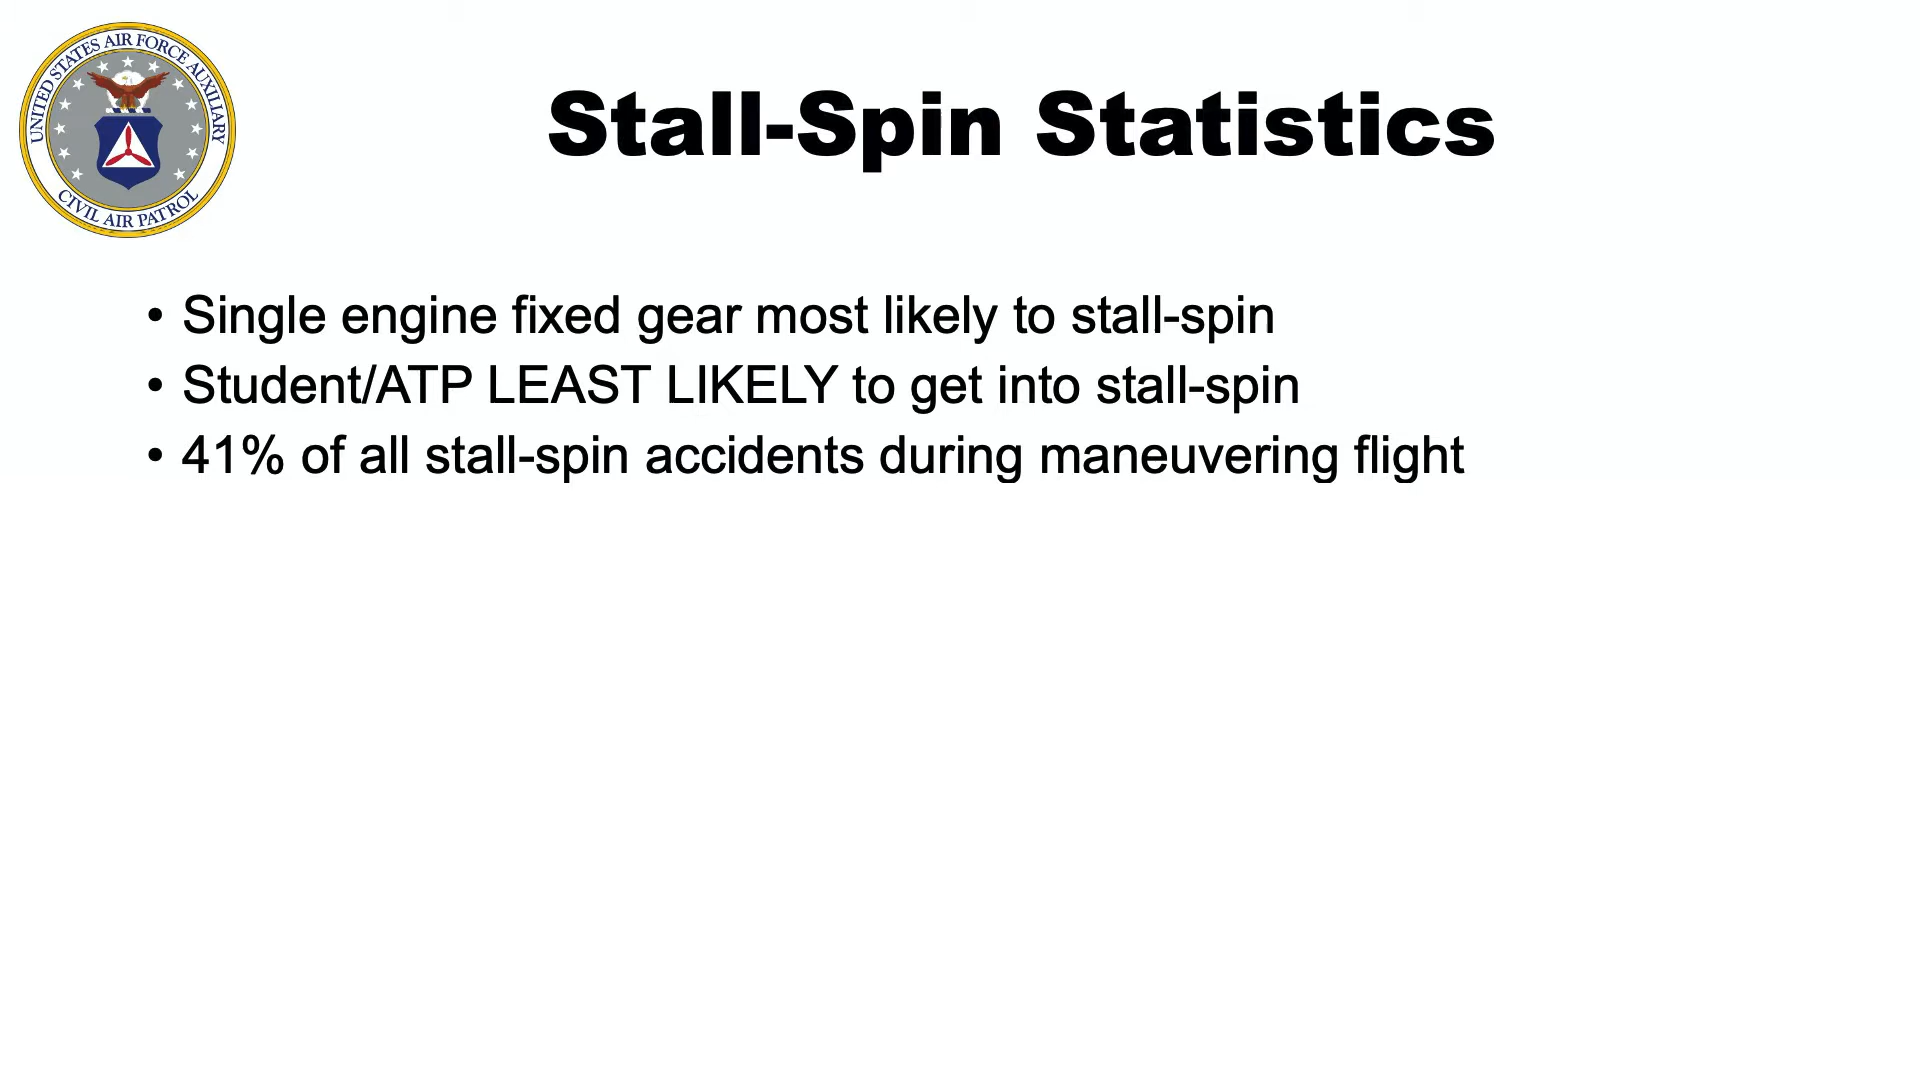 UNITED STATES AIR FORCE AUXILIARY
CIVIL AIR PATROL
Stall-Spin Statistics
• Single engine fixed gear most likely to stall-spin
• Student/ATP LEAST LIKELY to get into stall-spin
• 41% of all stall-spin accidents during maneuvering flight